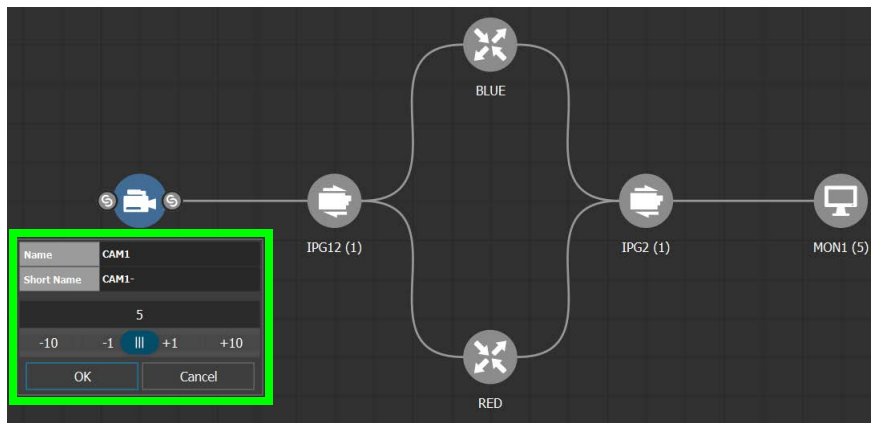 BLUE
IPG12 (1)
IPG2 (1)
MON1 (5)
Name CAM1
Short Name CAM1-
5
-10 -1 +1 +10
OK Cancel
RED